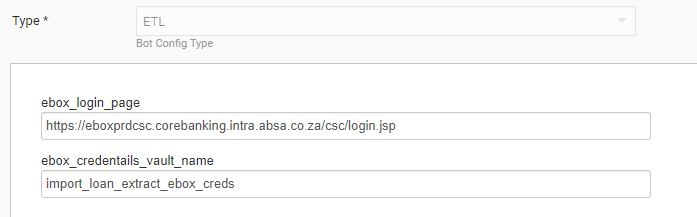 Type *
ETL
Bot Config Type
ebox_login_page
https://eboxprdcsc.corebanking.intra.absa.co.za/csc/login.jsp
ebox_credentails_vault_name
import_loan_extract_ebox_creds